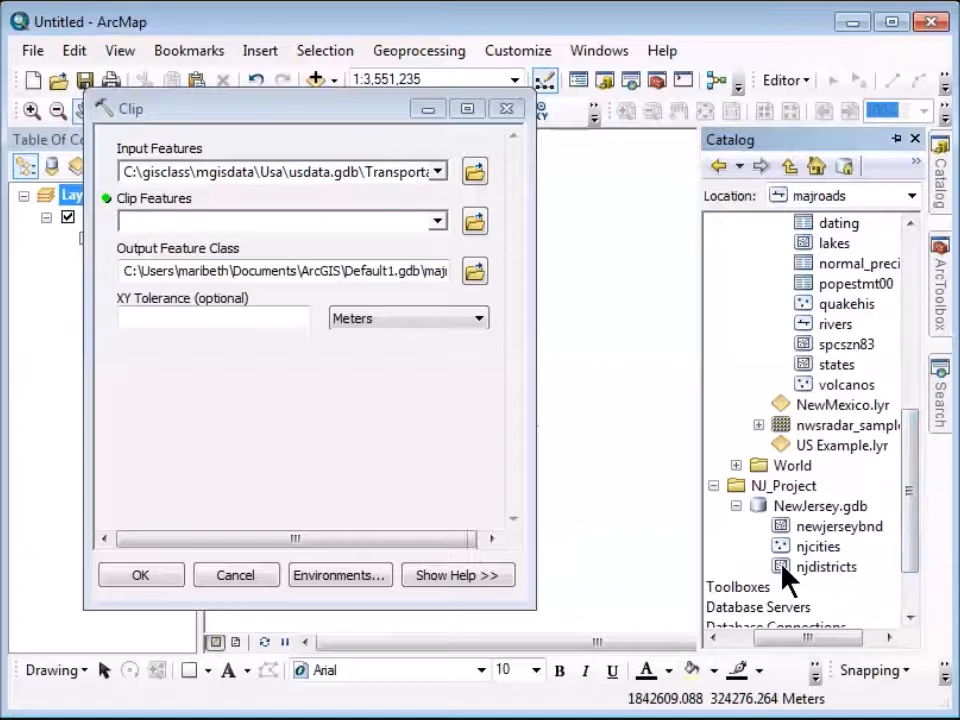 Untitled - ArcMap
File Edit View Bookmarks Insert Selection Geoprocessing Customize Windows Help
1:3,551,235 Editor
Clip
Table Of Co
Input Features
C:\gisclass\mgisdata\Usa\usdata.gdb\Transporta
Clip Features
Output Feature Class
C:\Users\maribeth\Documents\ArcGIS\Default1.gdb\maj
XY Tolerance (optional)
Meters
OK Cancel Environments... Show Help >>
Lay
Catalog
Location: majroads
dating
lakes
normal_preci
popestmt00
quakehis
rivers
spcszn83
states
volcanos
NewMexico.lyr
nwsradar_sampl
US Example.lyr
World
NJ_Project
NewJersey.gdb
newjerseybnd
njcities
njdistricts
Toolboxes
Database Servers
Database Connections
Catalog
ArcToolbox
Search
Drawing Arial 10 B I U A Snapping
1842609.088 324276.264 Meters